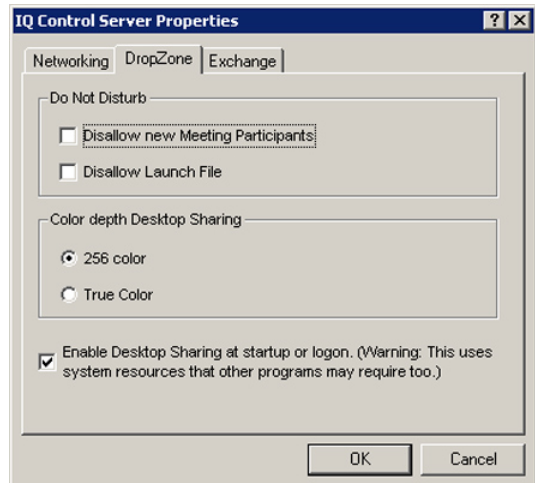 IQ Control Server Properties
Networking DropZone Exchange
Do Not Disturb
Disallow new Meeting Participants
Disallow Launch File
Color depth Desktop Sharing
256 color
True Color
Enable Desktop Sharing at startup or logon. (Warning: This uses
system resources that other programs may require too.)
OK Cancel